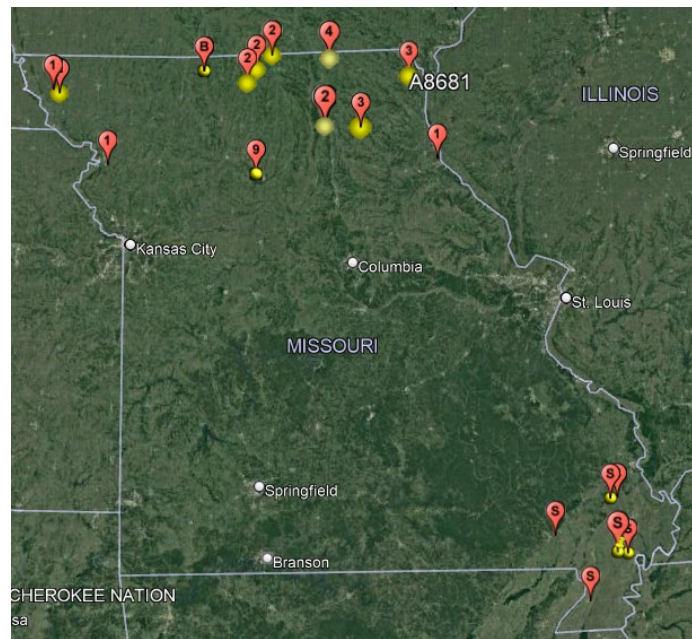 2
4
B
2
3
1
2
A8681
ILLINOIS
2
3
1
1
Springfield
9
Kansas City
Columbia
St. Louis
MISSOURI
S
Springfield
S
S
S
Branson
S
CHEROKEE NATION
sa